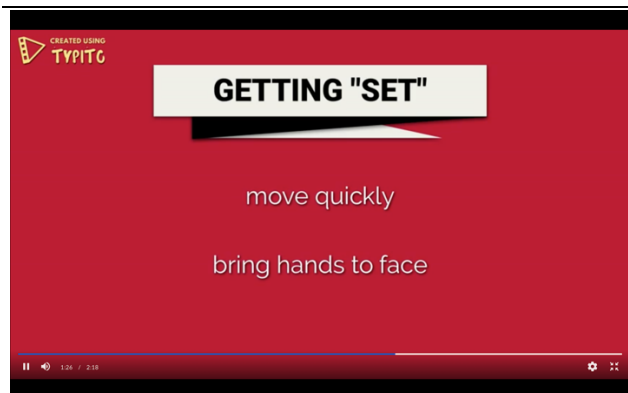 CREATED USING
TYPITO
GETTING "SET"
move quickly
bring hands to face
1:26 / 2:18